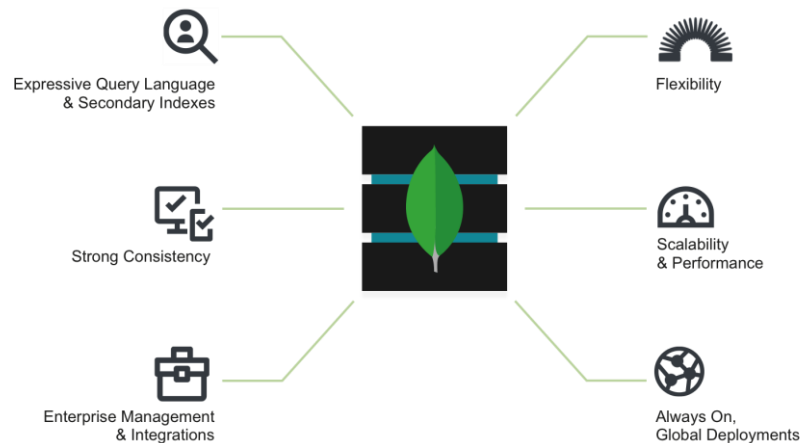 Expressive Query Language
& Secondary Indexes
Flexibility
Strong Consistency
Scalability
& Performance
Enterprise Management
& Integrations
Always On,
Global Deployments